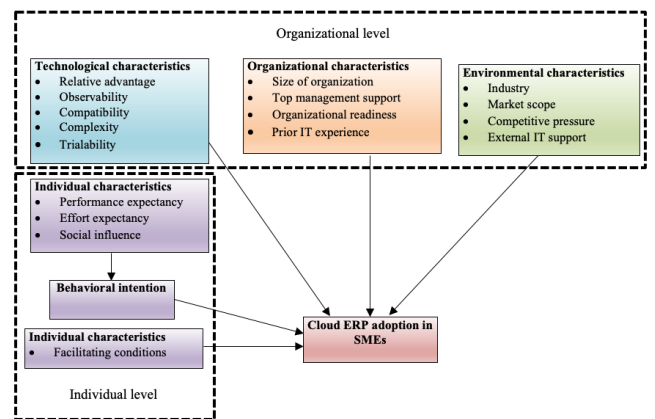 Organizational level
Technological characteristics
• Relative advantage
• Observability
• Compatibility
• Complexity
• Trialability
Organizational characteristics
• Size of organization
• Top management support
• Organizational readiness
• Prior IT experience
Environmental characteristics
• Industry
• Market scope
• Competitive pressure
• External IT support
Individual characteristics
• Performance expectancy
• Effort expectancy
• Social influence
Behavioral intention
Individual characteristics
• Facilitating conditions
Cloud ERP adoption in
SMEs
Individual level